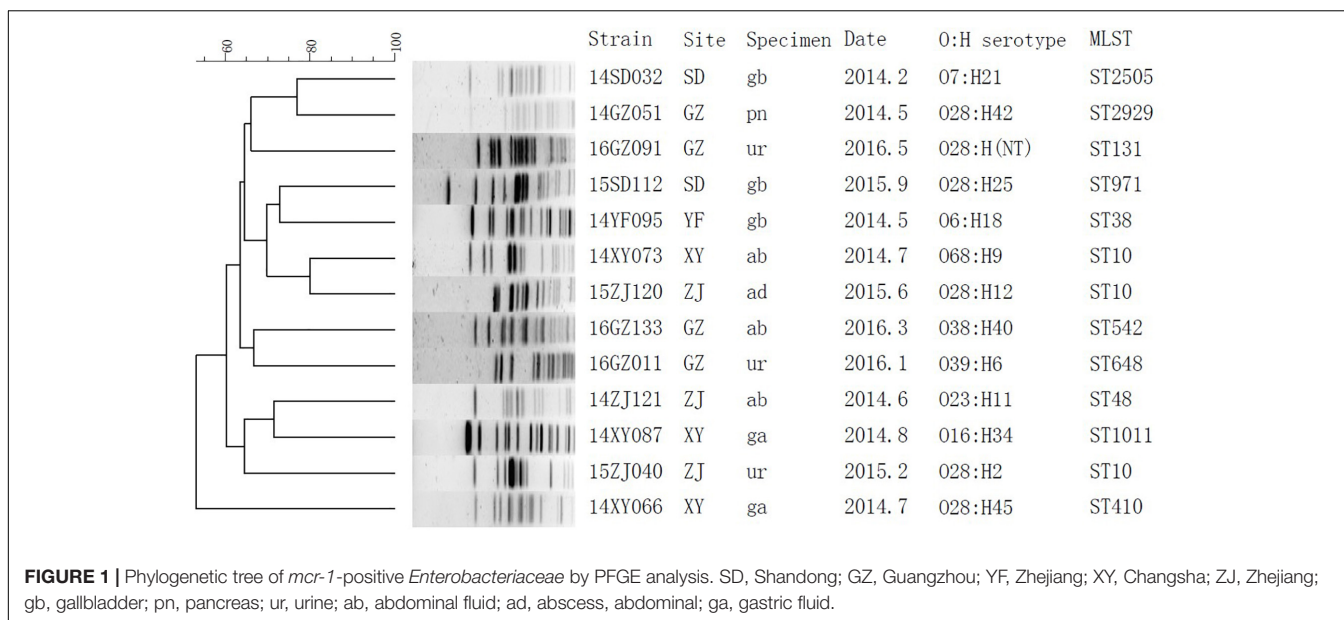 60 80 100
Strain Site Specimen Date O:H serotype MLST
14SD032 SD gb 2014.2 O7:H21 ST2505
14GZ051 GZ pn 2014.5 O28:H42 ST2929
16GZ091 GZ ur 2016.5 O28:H(NT) ST131
15SD112 SD gb 2015.9 O28:H25 ST971
14YF095 YF gb 2014.5 O6:H18 ST38
14XY073 XY ab 2014.7 O68:H9 ST10
15ZJ120 ZJ ad 2015.6 O28:H12 ST10
16GZ133 GZ ab 2016.3 O38:H40 ST542
16GZ011 GZ ur 2016.1 O39:H6 ST648
14ZJ121 ZJ ab 2014.6 O23:H11 ST48
14XY087 XY ga 2014.8 O16:H34 ST1011
15ZJ040 ZJ ur 2015.2 O28:H2 ST10
14XY066 XY ga 2014.7 O28:H45 ST410
FIGURE 1 | Phylogenetic tree of mcr-1-positive Enterobacteriaceae by PFGE analysis. SD, Shandong; GZ, Guangzhou; YF, Zhejiang; XY, Changsha; ZJ, Zhejiang;
gb, gallbladder; pn, pancreas; ur, urine; ab, abdominal fluid; ad, abscess, abdominal; ga, gastric fluid.